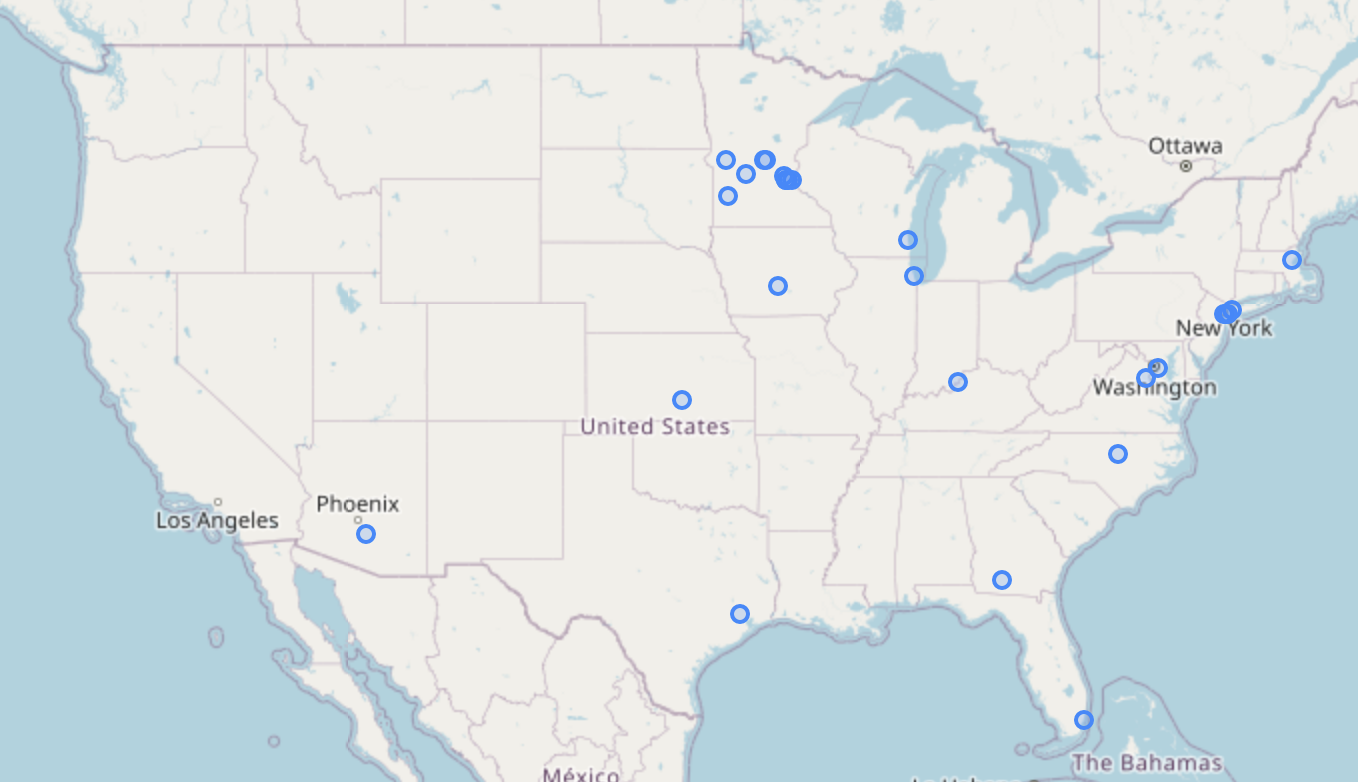 Ottawa
New York
Washington
United States
Phoenix
Los Angeles
The Bahamas
México